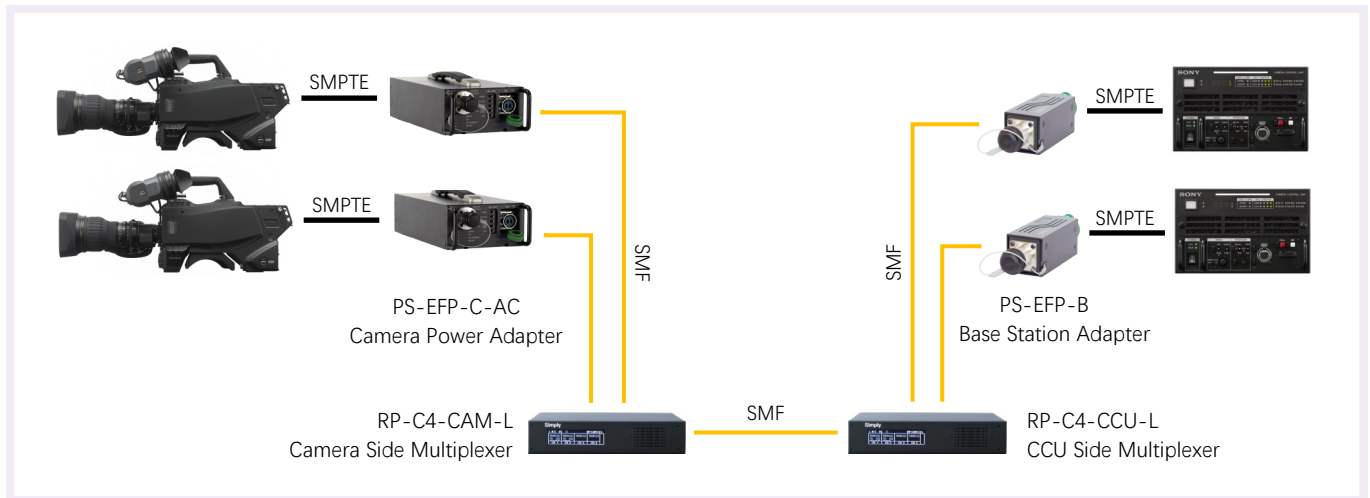 SMPTE
SMPTE
SONY
SMPTE
SMPTE
SONY
SMF
SMF
PS-EFP-C-AC
Camera Power Adapter
PS-EFP-B
Base Station Adapter
RP-C4-CAM-L
Camera Side Multiplexer
Simply
SMF
Simply
RP-C4-CCU-L
CCU Side Multiplexer